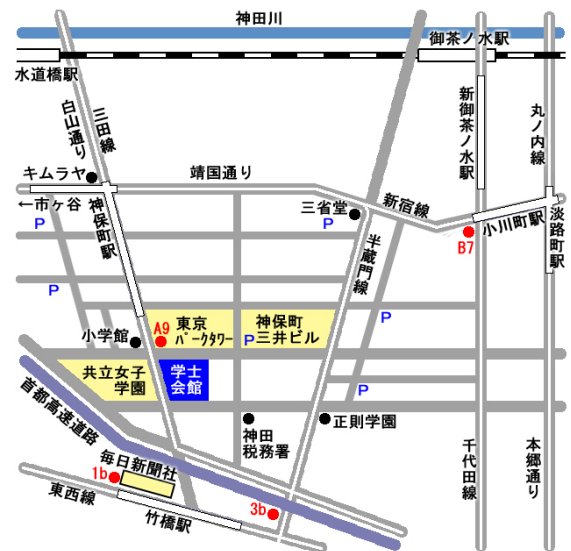 神田川
御茶ノ水駅
水道橋駅
白山通り
三田線
新御茶ノ水駅
丸ノ内線
キムラヤ
靖国通り
←市ヶ谷
神保町駅
新宿線
三省堂
小川町駅
淡路町駅
P
P
B7
半蔵門線
P
P
A9
東京
パークタワー
神保町
三井ビル
P
小学館
共立女子
学園
学士
会館
P
首都高速道路
神田
税務署
正則学園
千代田線
本郷通り
毎日新聞社
1b
東西線
竹橋駅
3b